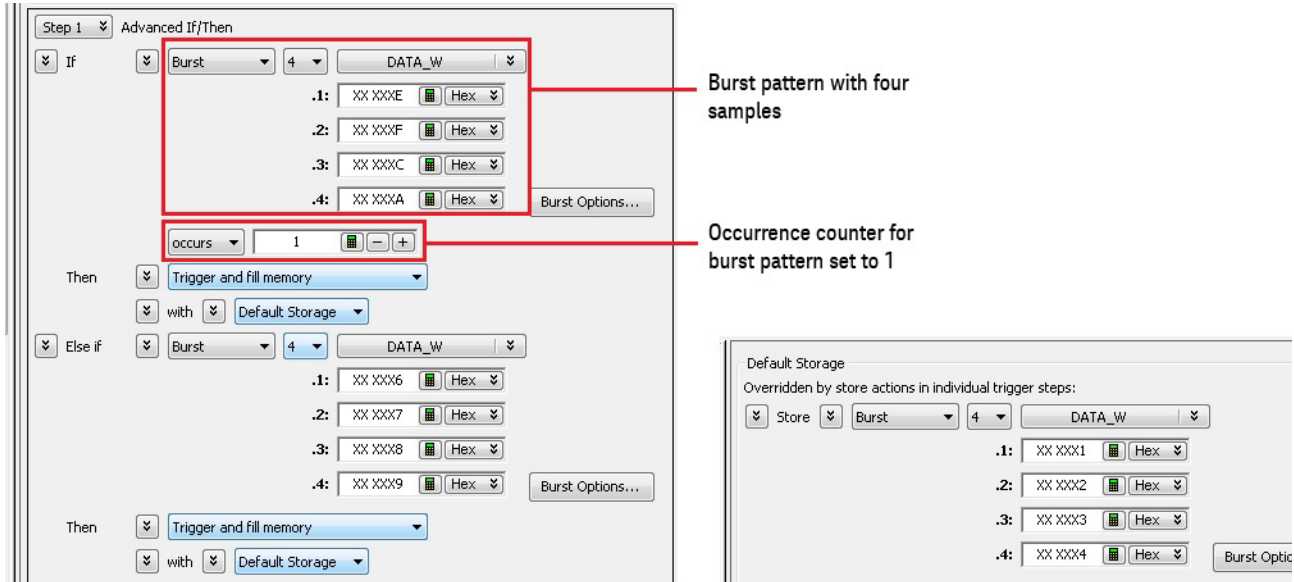 Step 1 Advanced If/Then
If Burst 4 DATA_W
.1: XX XXXE Hex
.2: XX XXXF Hex
.3: XX XXXC Hex
.4: XX XXXA Hex Burst Options...
occurs 1 - +
Then Trigger and fill memory
with Default Storage
Else if Burst 4 DATA_W
.1: XX XXX6 Hex
.2: XX XXX7 Hex
.3: XX XXX8 Hex
.4: XX XXX9 Hex Burst Options...
Then Trigger and fill memory
with Default Storage
Burst pattern with four
samples
Occurrence counter for
burst pattern set to 1
Default Storage
Overridden by store actions in individual trigger steps:
Store Burst 4 DATA_W
.1: XX XXX1 Hex
.2: XX XXX2 Hex
.3: XX XXX3 Hex
.4: XX XXX4 Hex Burst Optio